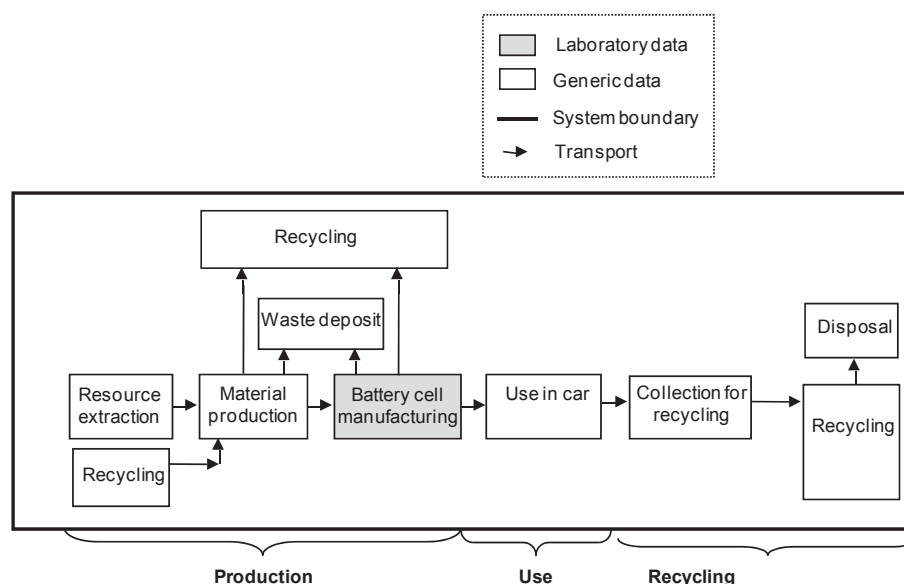 Laboratory data
Generic data
System boundary
Transport
Recycling
Waste deposit
Disposal
Resource
extraction
Material
production
Battery cell
manufacturing
Use in car
Collection for
recycling
Recycling
Recycling
Production
Use
Recycling